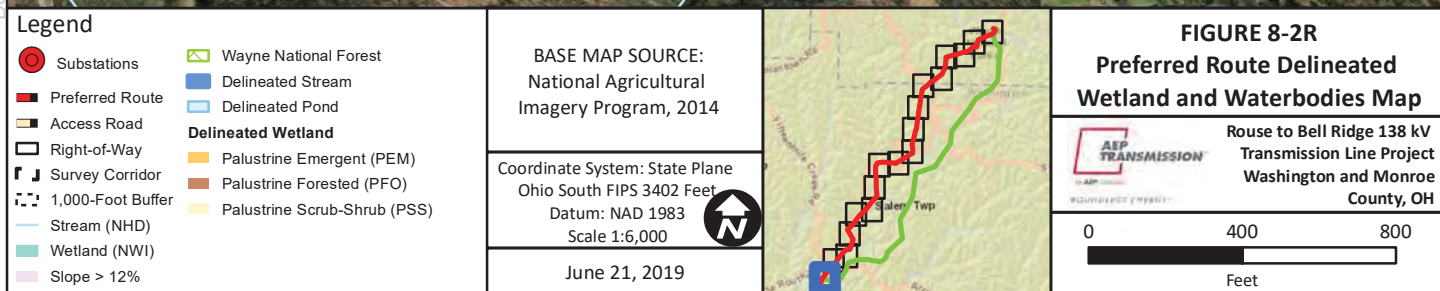 Legend
Substations
Preferred Route
Access Road
Right-of-Way
Survey Corridor
1,000-Foot Buffer
Stream (NHD)
Wetland (NWI)
Slope > 12%
Wayne National Forest
Delineated Stream
Delineated Pond
Delineated Wetland
Palustrine Emergent (PEM)
Palustrine Forested (PFO)
Palustrine Scrub-Shrub (PSS)
BASE MAP SOURCE:
National Agricultural
Imagery Program, 2014
Coordinate System: State Plane
Ohio South FIPS 3402 Feet
Datum: NAD 1983
Scale 1:6,000
N
June 21, 2019
Salem Twp
FIGURE 8-2R
Preferred Route Delineated
Wetland and Waterbodies Map
AEP
TRANSMISSION
BOUNDLESS ENERGY
Rouse to Bell Ridge 138 kV
Transmission Line Project
Washington and Monroe
County, OH
0 400 800
Feet